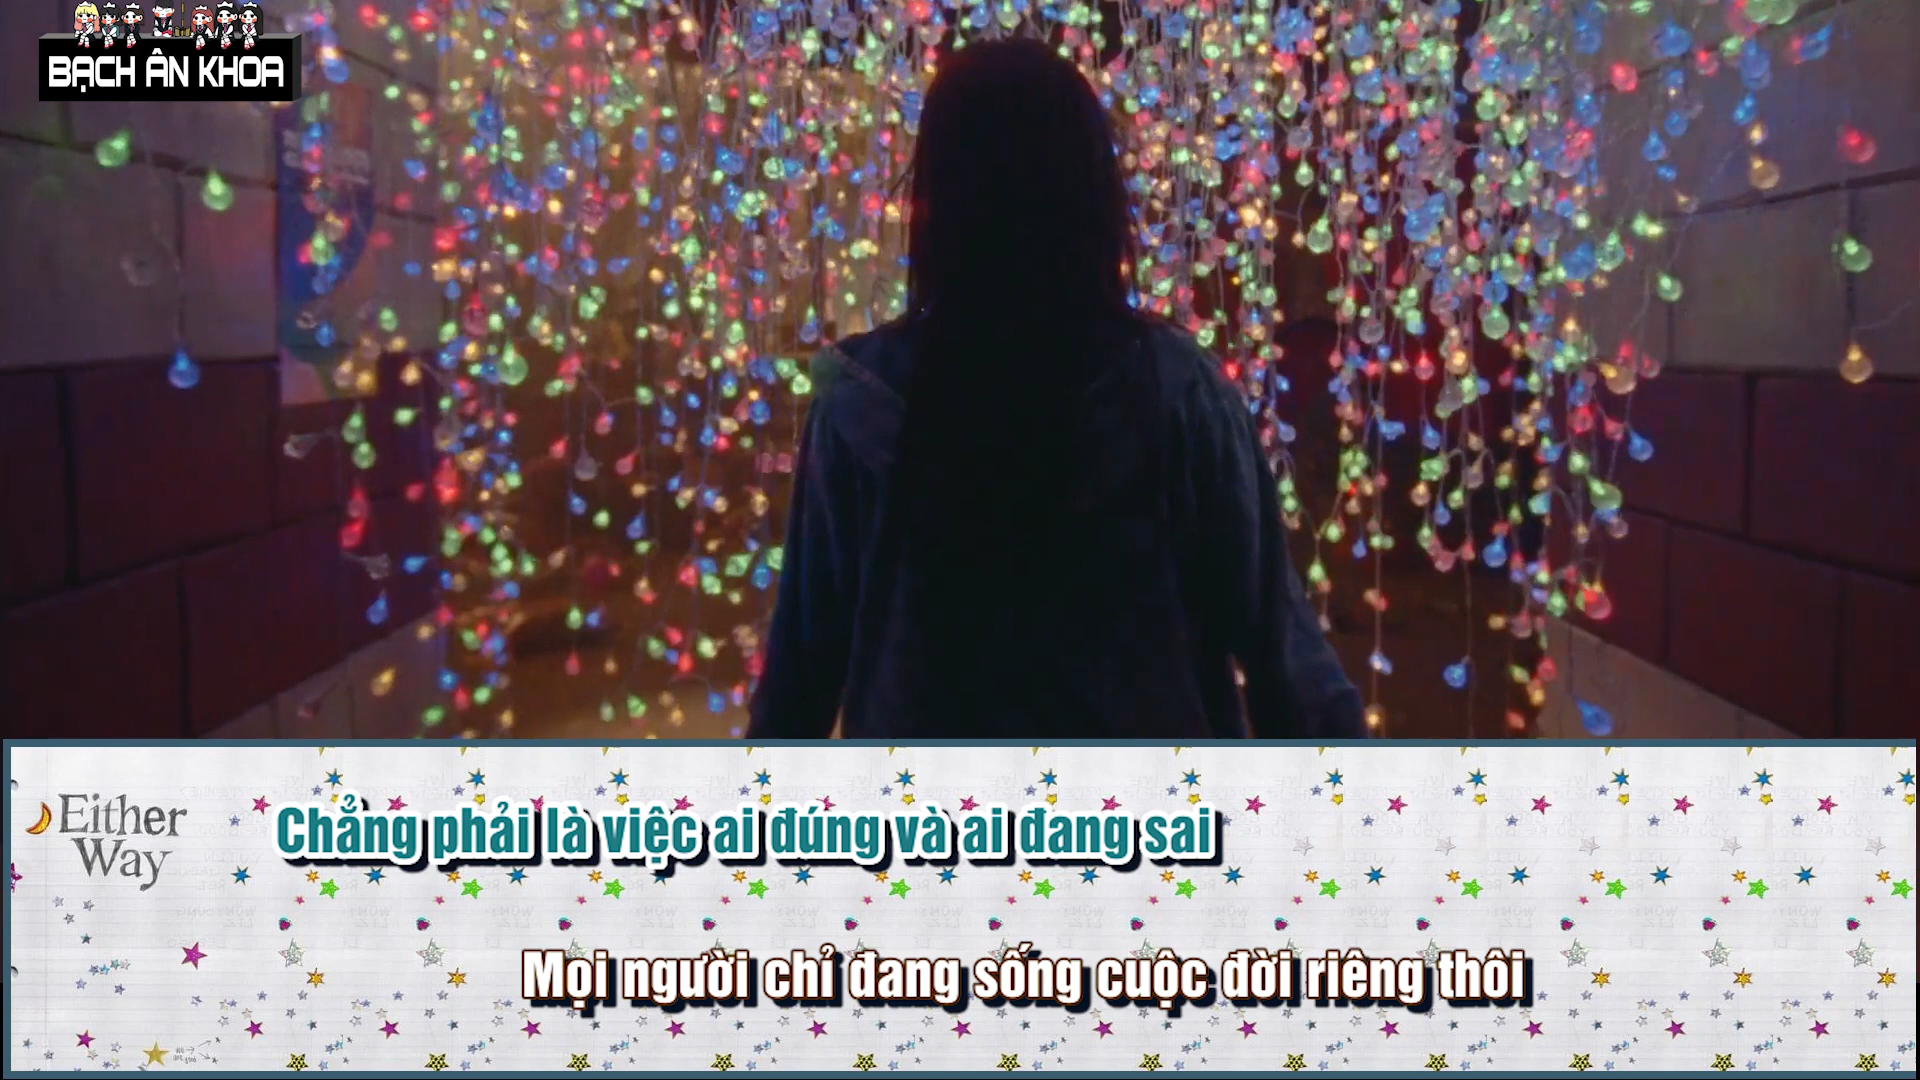 BẠCH ÂN KHOA
Either
Way
Chẳng phải là việc ai đúng và ai đang sai
Mọi người chỉ đang sống cuộc đời riêng thôi